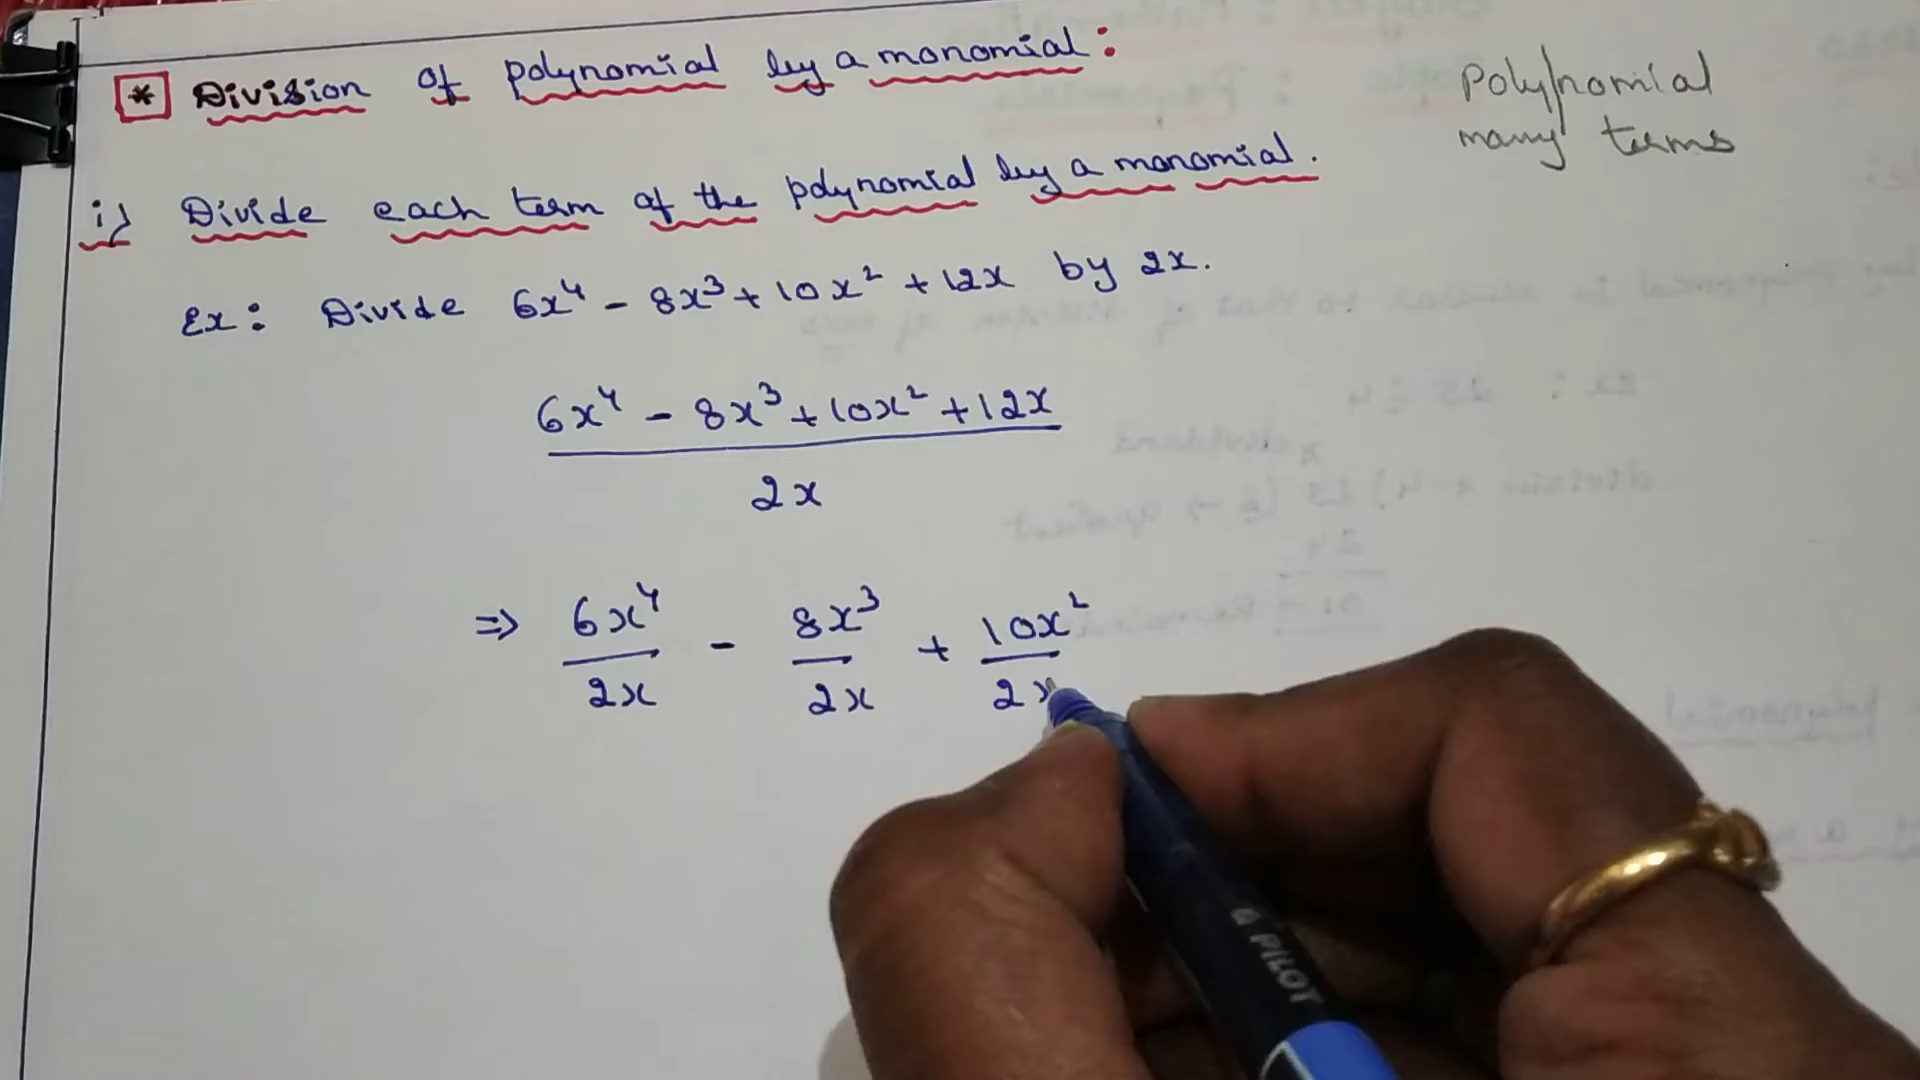 * Division of polynomial by a monomial:
Polynomial
many terms
i) Divide each term of the polynomial by a monomial.
Ex: Divide 6x⁴ - 8x³ + 10x² + 12x by 2x.
6x⁴ - 8x³ + 10x² + 12x
2x
⇒ 6x⁴/2x - 8x³/2x + 10x²/2x
PILOT